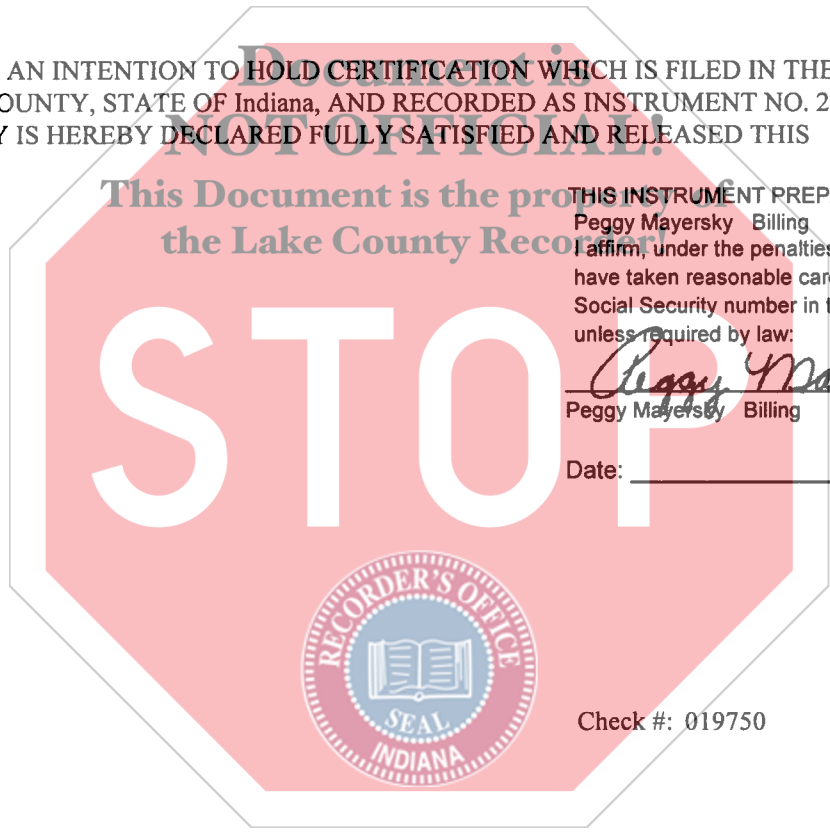 Document is
AN INTENTION TO HOLD CERTIFICATION WHICH IS FILED IN THE
OUNTY, STATE OF Indiana, AND RECORDED AS INSTRUMENT NO. 2
Y IS HEREBY DECLARED FULLY SATISFIED AND RELEASED THIS
NOT OFFICIAL!
This Document is the property of
the Lake County Recorder!
THIS INSTRUMENT PREP
Peggy Mayersky Billing
I affirm, under the penalties
have taken reasonable car
Social Security number in t
unless required by law:
Peggy Ma
Peggy Mayersky Billing
Date:
STOP
RECORDER'S OFFICE
SEAL
INDIANA
Check #: 019750